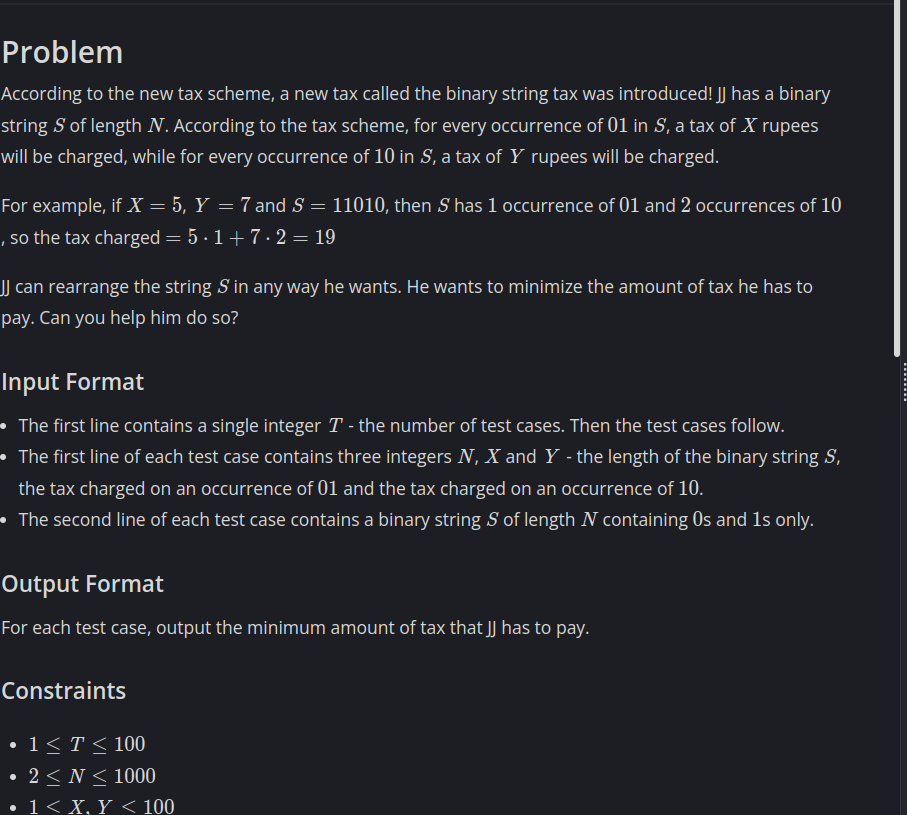 Problem
According to the new tax scheme, a new tax called the binary string tax was introduced! JJ has a binary
string S of length N. According to the tax scheme, for every occurrence of 01 in S, a tax of X rupees
will be charged, while for every occurrence of 10 in S, a tax of Y rupees will be charged.
For example, if X = 5, Y = 7 and S = 11010, then S has 1 occurrence of 01 and 2 occurrences of 10
, so the tax charged = 5 · 1 + 7 · 2 = 19
JJ can rearrange the string S in any way he wants. He wants to minimize the amount of tax he has to
pay. Can you help him do so?
Input Format
• The first line contains a single integer T - the number of test cases. Then the test cases follow.
• The first line of each test case contains three integers N, X and Y - the length of the binary string S,
the tax charged on an occurrence of 01 and the tax charged on an occurrence of 10.
• The second line of each test case contains a binary string S of length N containing 0s and 1s only.
Output Format
For each test case, output the minimum amount of tax that JJ has to pay.
Constraints
• 1 ≤ T ≤ 100
• 2 ≤ N ≤ 1000
• 1 < X, Y < 100